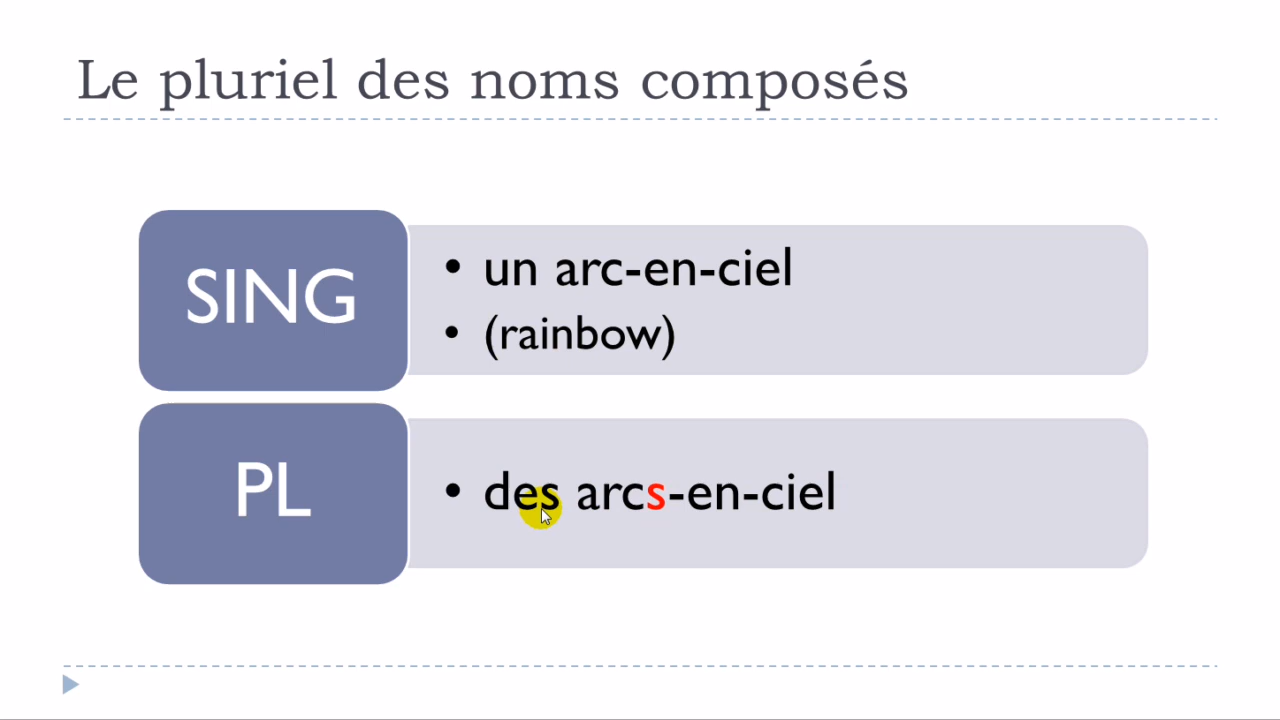 Le pluriel des noms composés
SING
• un arc-en-ciel
• (rainbow)
PL
• des arcs-en-ciel